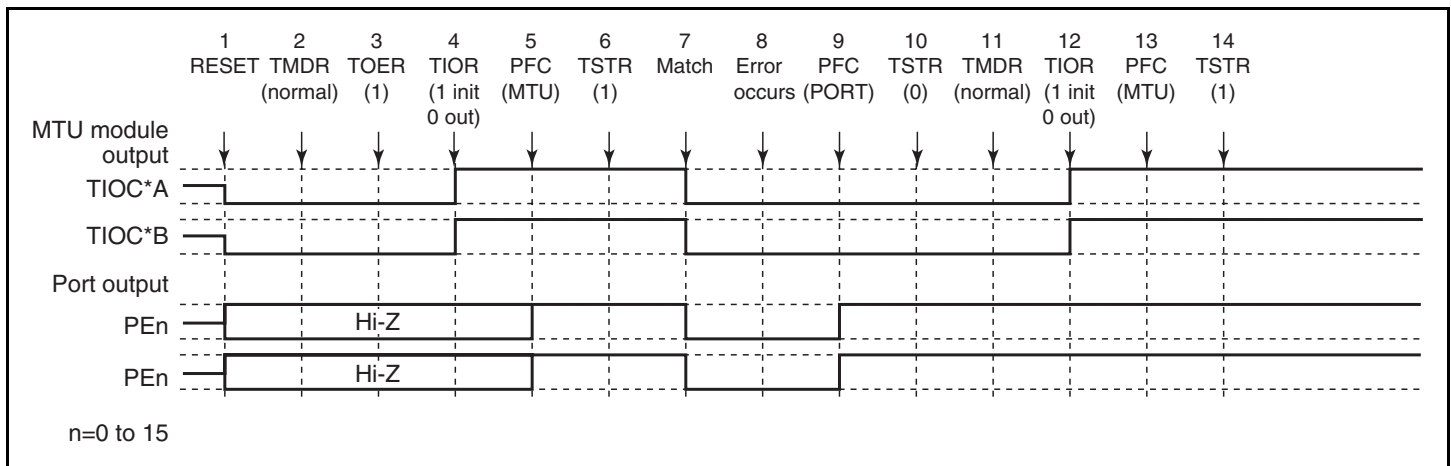 1 2 3 4 5 6 7 8 9 10 11 12 13 14
RESET TMDR TOER TIOR PFC TSTR Match Error PFC TSTR TMDR TIOR PFC TSTR
(normal) (1) (1 init (MTU) (1) occurs (PORT) (0) (normal) (1 init (MTU) (1)
0 out) 0 out)
MTU module
output
TIOC*A
TIOC*B
Port output
PEn Hi-Z
PEn Hi-Z
n=0 to 15